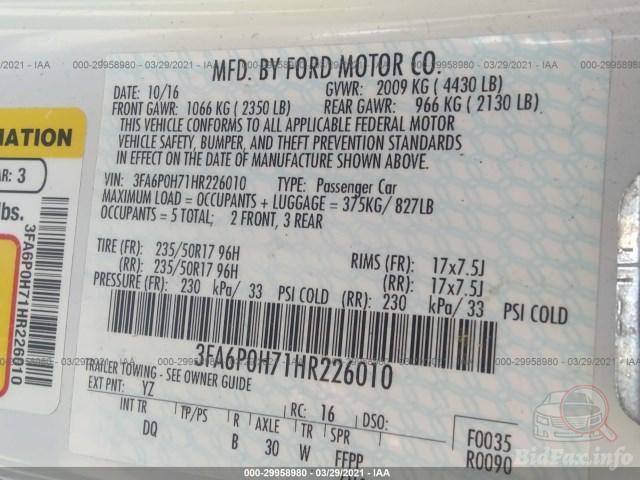 000-29958980 / 03/29/2021 - IAA 000-29958980 / 03/29/2021 - IAA 000-29958980 / 03/29/2021 - IAA
MFD. BY FORD MOTOR CO.
DATE: 10/16 GVWR: 2009 KG ( 4430 LB)
FRONT GAWR: 1066 KG ( 2350 LB) REAR GAWR: 966 KG ( 2130 LB)
THIS VEHICLE CONFORMS TO ALL APPLICABLE FEDERAL MOTOR
VEHICLE SAFETY, BUMPER, AND THEFT PREVENTION STANDARDS
IN EFFECT ON THE DATE OF MANUFACTURE SHOWN ABOVE.
VIN: 3FA6P0H71HR226010 TYPE: Passenger Car
MAXIMUM LOAD = OCCUPANTS + LUGGAGE = 375KG/ 827LB
OCCUPANTS = 5 TOTAL; 2 FRONT, 3 REAR
TIRE (FR): 235/50R17 96H RIMS (FR): 17x7.5J
(RR): 235/50R17 96H (RR): 17x7.5J
PRESSURE (FR): 230 kPa/ 33 PSI COLD (RR): 230 kPa/ 33 PSI COLD
3FA6P0H71HR226010
TRAILER TOWING - SEE OWNER GUIDE
EXT PNT: YZ RC: 16 DSO:
INT TR TP/PS R AXLE TR SPR F0035
DQ B 30 W FFPP R0090
MATION
AR: 3
lbs.
3FA6P0H71HR226010
BidFax.info
000-29958980 / 03/29/2021 - IAA